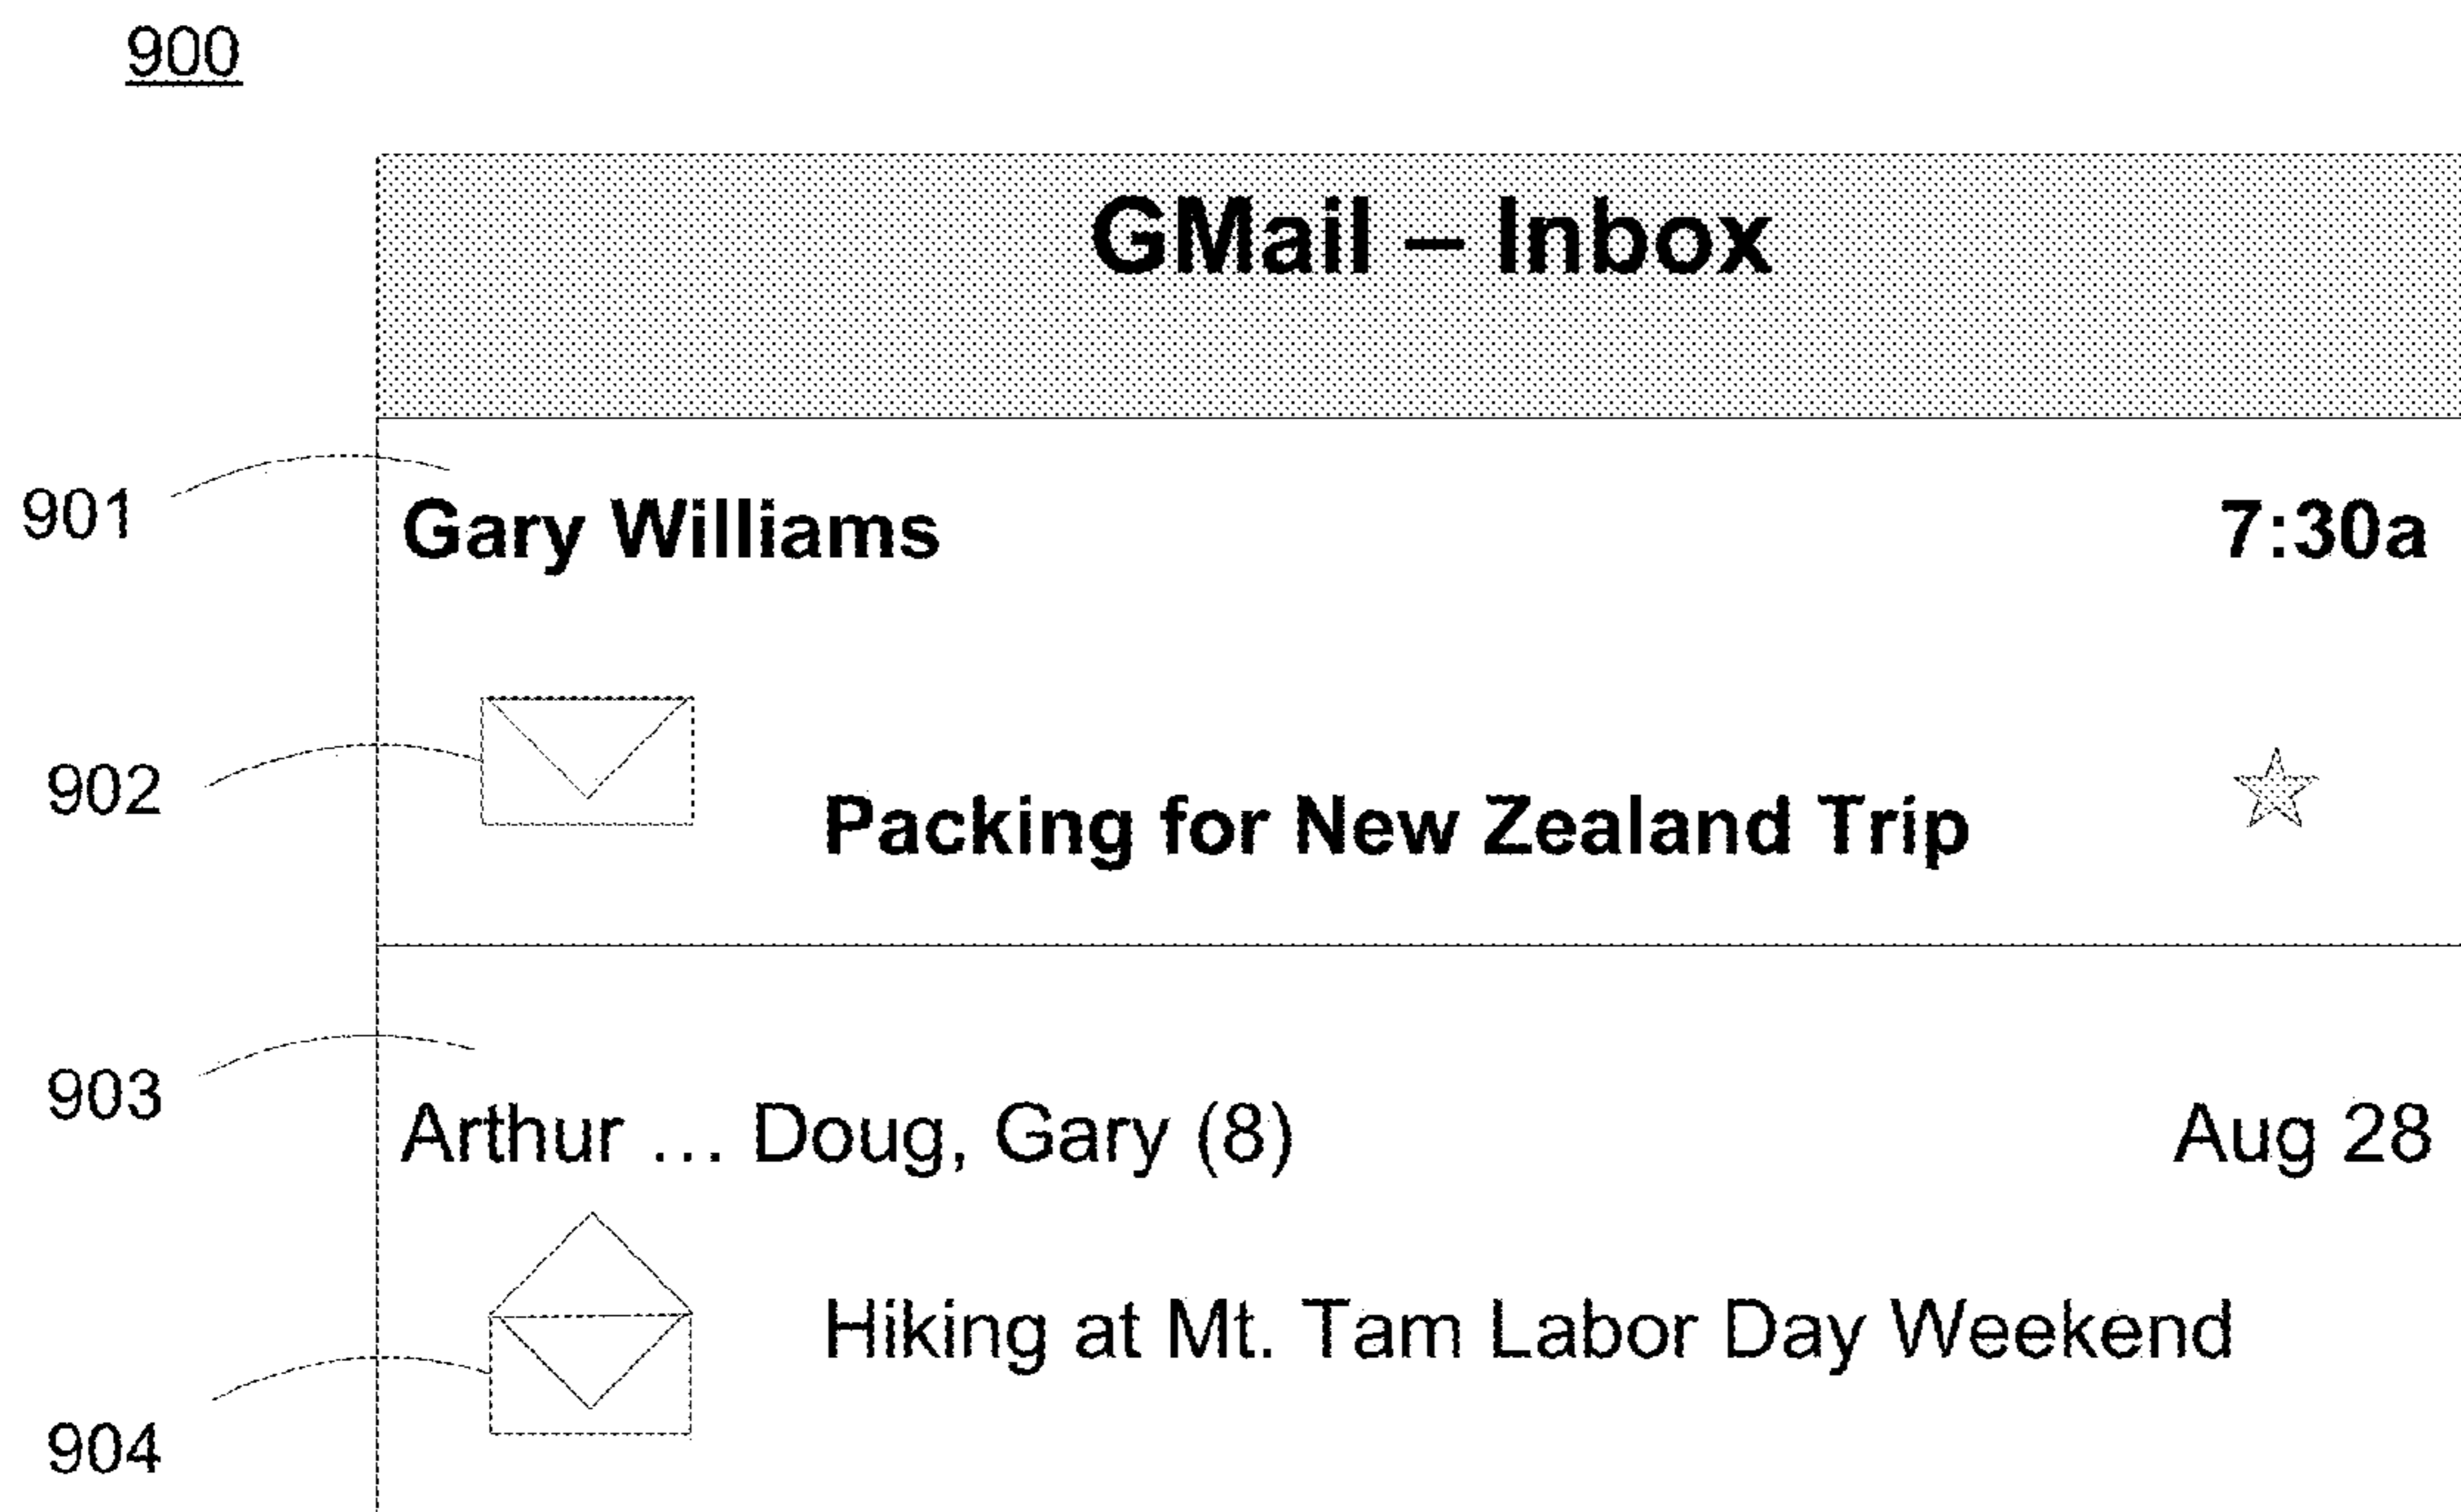 900
GMail – Inbox
901
Gary Williams 7:30a
902
Packing for New Zealand Trip
903
Arthur ... Doug, Gary (8) Aug 28
Hiking at Mt. Tam Labor Day Weekend
904